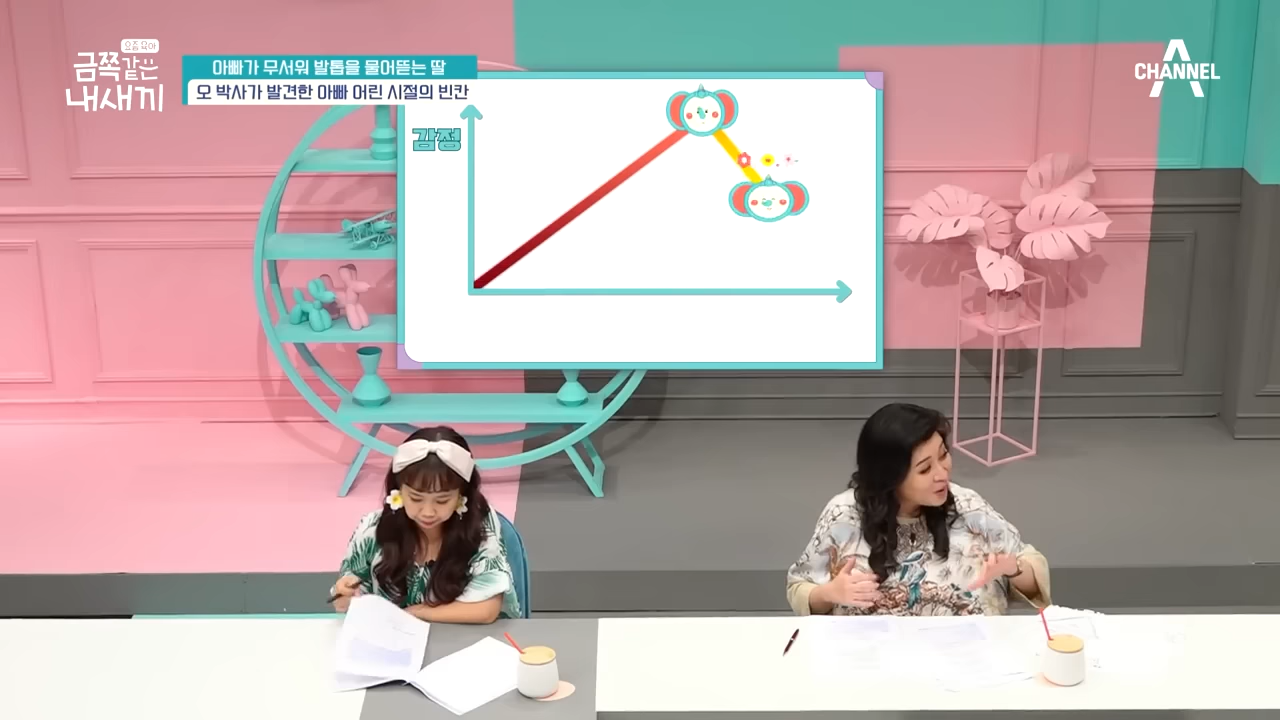 요즘 육아
금쪽같은
내새끼
아빠가 무서워 발톱을 물어뜯는 딸
오 박사가 발견한 아빠 어린 시절의 빈칸
CHANNEL A
감정